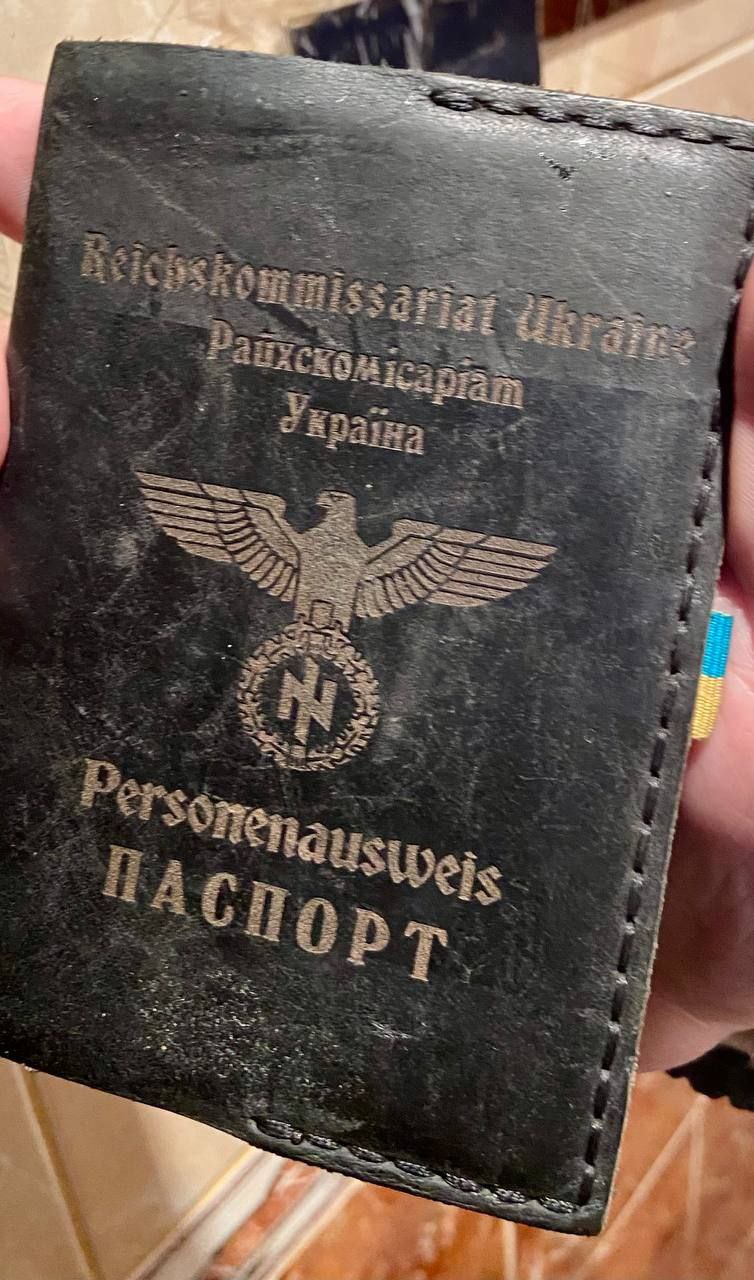 Reichskommissariat Ukraine
Райхскомісаріат
Україна
Personenausweis
ПАСПОРТ